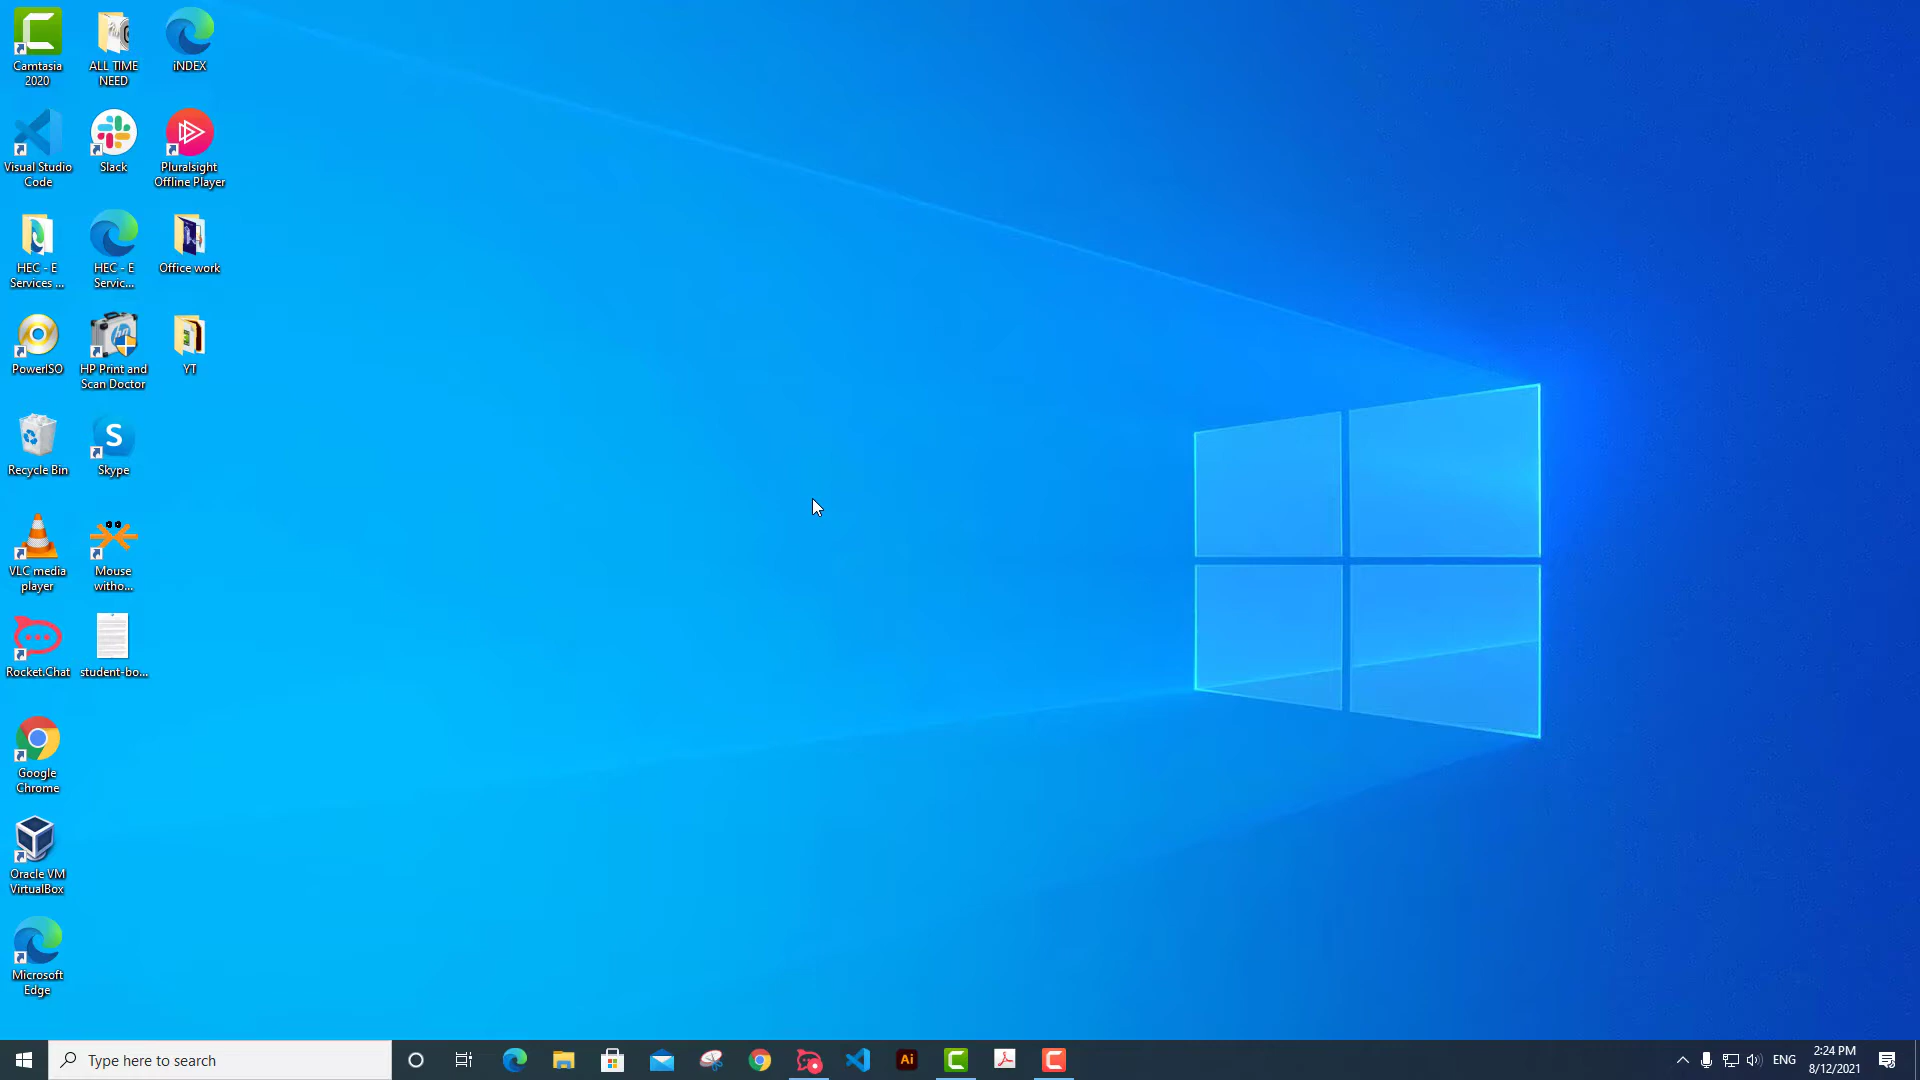 Camtasia
2020
ALL TIME
NEED
iNDEX
Visual Studio
Code
Slack
Pluralsight
Offline Player
HEC - E
Services ...
HEC - E
Servic...
Office work
PowerISO
HP Print and
Scan Doctor
YT
Recycle Bin
S
Skype
VLC media
player
Mouse
witho...
Rocket.Chat
student-bo...
Google
Chrome
Oracle VM
VirtualBox
Microsoft
Edge
Type here to search
Ai
ENG
2:24 PM
8/12/2021